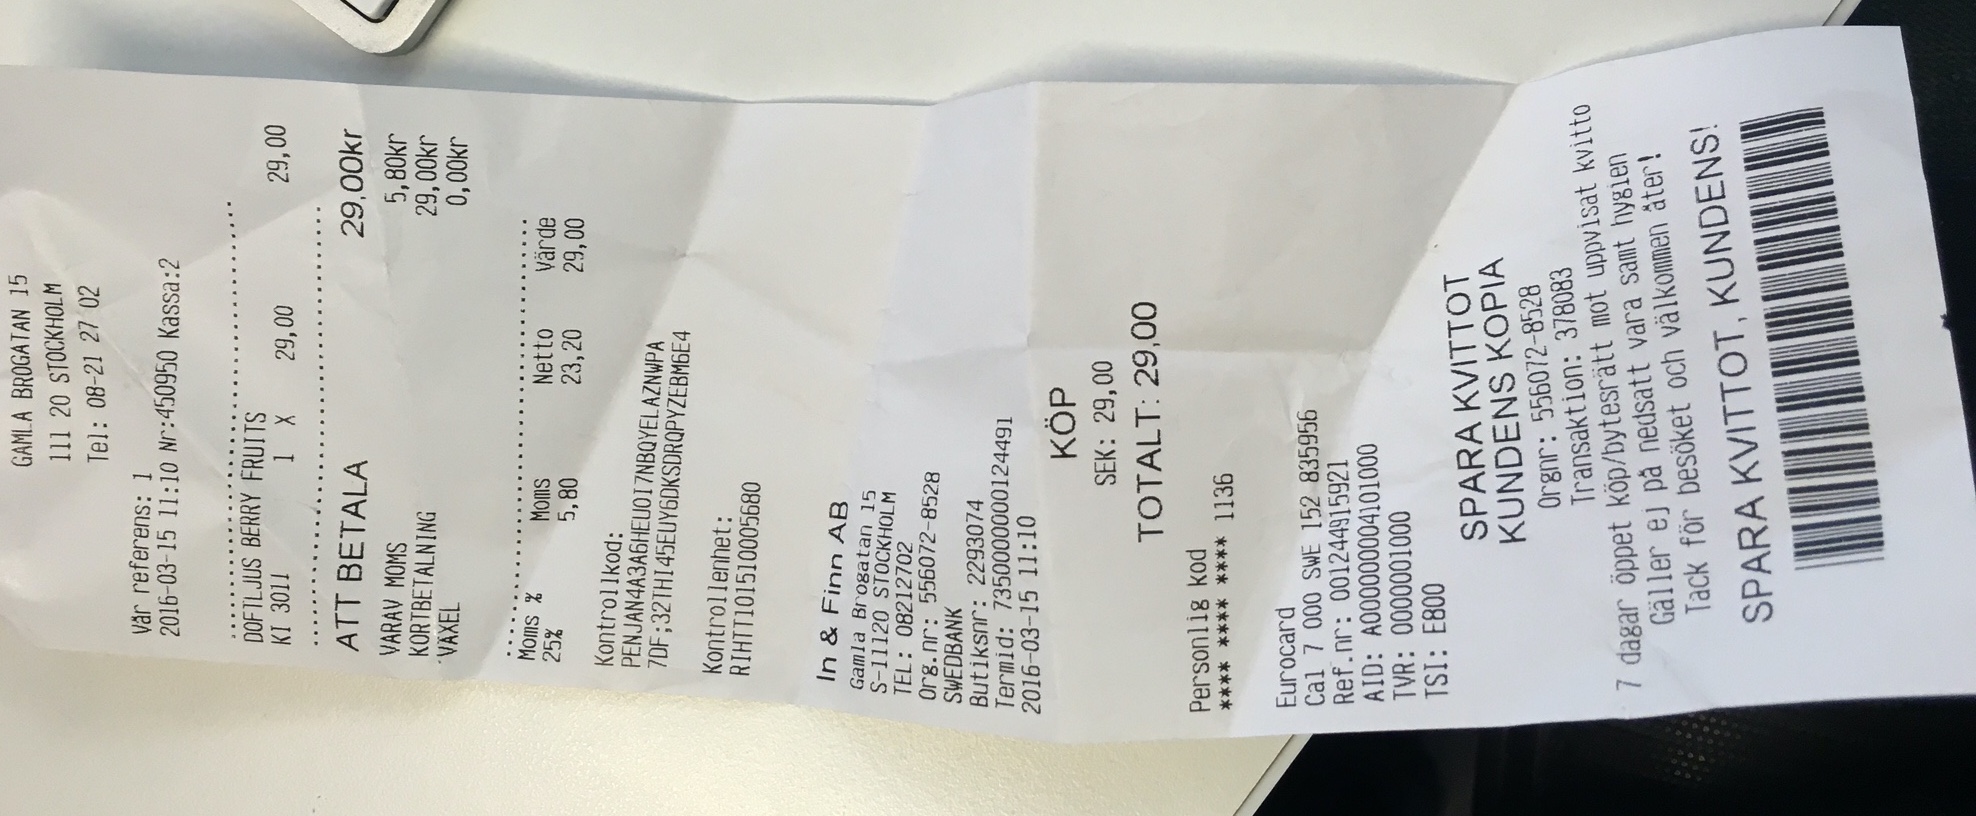 GAMLA BROGATAN 15
111 20 STOCKHOLM
Tel: 08-21 27 02
Vår referens: 1
2016-03-15 11:10 Nr:450950 Kassa:2
DOFTLJUS BERRY FRUITS
KI 3011 1 X 29,00 29,00
ATT BETALA 29,00kr
VARAV MOMS 5,80kr
KORTBETALNING 29,00kr
VÄXEL 0,00kr
Moms % Moms Netto Värde
25% 5,80 23,20 29,00
Kontrollkod:
PENJAN4A3A6HEUOI7NBQYELAZNWPA
7DF;32THI45EUY6DKSDRQPYZEBM6E4
Kontrollenhet:
RIHTT101510005680
In & Finn AB
Gamla Brogatan 15
S-11120 STOCKHOLM
TEL: 08212702
Org.nr: 556072-8528
SWEDBANK
Butiksnr: 2293074
Termid: 7350000000124491
2016-03-15 11:10
KÖP
SEK: 29,00
TOTALT: 29,00
Personlig kod
**** **** **** 1136
Eurocard
Ca1 7 000 SWE 152 835956
Ref.nr: 001244915921
AID: A0000000004101000
TVR: 0000001000
TSI: E800
SPARA KVITTOT
KUNDENS KOPIA
Orgnr: 556072-8528
Transaktion: 378083
7 dagar öppet köp/bytesrätt mot uppvisat kvitto
Gäller ej på nedsatt vara samt hygien
Tack för besöket och välkommen åter!
SPARA KVITTOT, KUNDENS!